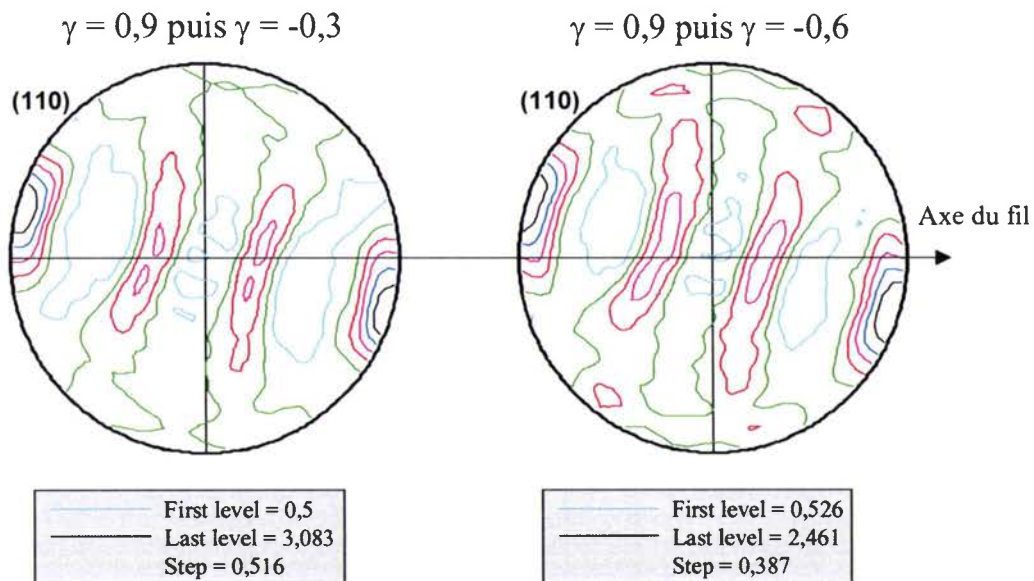 γ = 0,9 puis γ = -0,3
γ = 0,9 puis γ = -0,6
(110)
(110)
Axe du fil
First level = 0,5
Last level = 3,083
Step = 0,516
First level = 0,526
Last level = 2,461
Step = 0,387